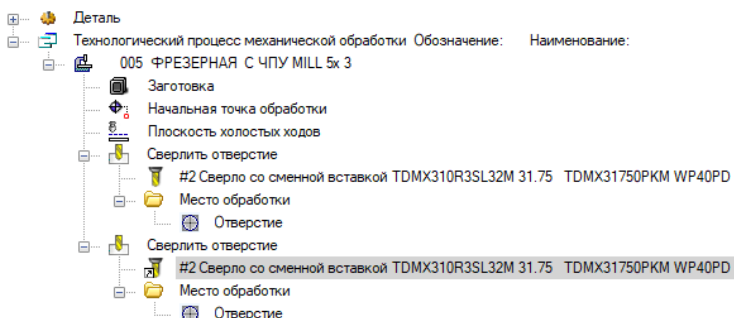 Деталь
Технологический процесс механической обработки Обозначение: Наименование:
005 ФРЕЗЕРНАЯ С ЧПУ MILL 5x 3
Заготовка
Начальная точка обработки
Плоскость холостых ходов
Сверлить отверстие
#2 Сверло со сменной вставкой TDMX310R3SL32M 31.75 TDMX31750PKM WP40PD
Место обработки
Отверстие
Сверлить отверстие
#2 Сверло со сменной вставкой TDMX310R3SL32M 31.75 TDMX31750PKM WP40PD
Место обработки
Отверстие